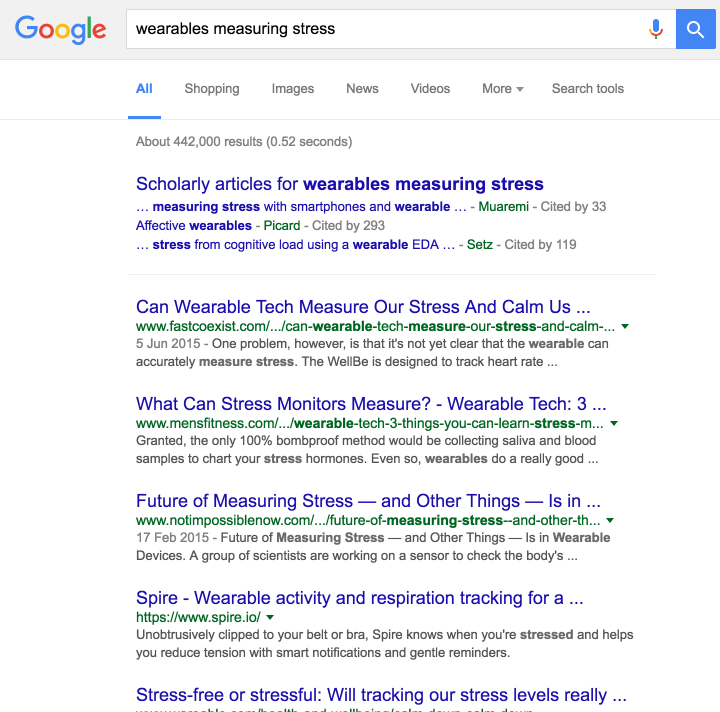 Google
wearables measuring stress
All Shopping Images News Videos More Search tools
About 442,000 results (0.52 seconds)
Scholarly articles for wearables measuring stress
… measuring stress with smartphones and wearable … - Muaremi - Cited by 33
Affective wearables - Picard - Cited by 293
… stress from cognitive load using a wearable EDA … - Setz - Cited by 119
Can Wearable Tech Measure Our Stress And Calm Us ...
www.fastcoexist.com/.../can-wearable-tech-measure-our-stress-and-calm-...
5 Jun 2015 - One problem, however, is that it's not yet clear that the wearable can
accurately measure stress. The WellBe is designed to track heart rate ...
What Can Stress Monitors Measure? - Wearable Tech: 3 ...
www.mensfitness.com/.../wearable-tech-3-things-you-can-learn-stress-m...
Granted, the only 100% bombproof method would be collecting saliva and blood
samples to chart your stress hormones. Even so, wearables do a really good ...
Future of Measuring Stress — and Other Things — Is in ...
www.notimpossiblenow.com/.../future-of-measuring-stress--and-other-th...
17 Feb 2015 - Future of Measuring Stress — and Other Things — Is in Wearable
Devices. A group of scientists are working on a sensor to check the body's ...
Spire - Wearable activity and respiration tracking for a ...
https://www.spire.io/
Unobtrusively clipped to your belt or bra, Spire knows when you're stressed and helps
you reduce tension with smart notifications and gentle reminders.
Stress-free or stressful: Will tracking our stress levels really ...